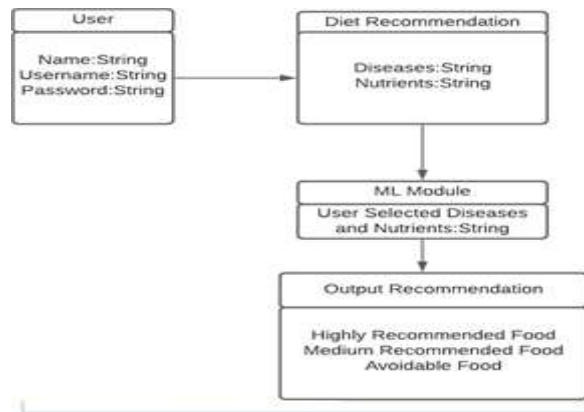 User
Name:String
Username:String
Password:String
Diet Recommendation
Diseases:String
Nutrients:String
ML Module
User Selected Diseases
and Nutrients:String
Output Recommendation
Highly Recommended Food
Medium Recommended Food
Avoidable Food